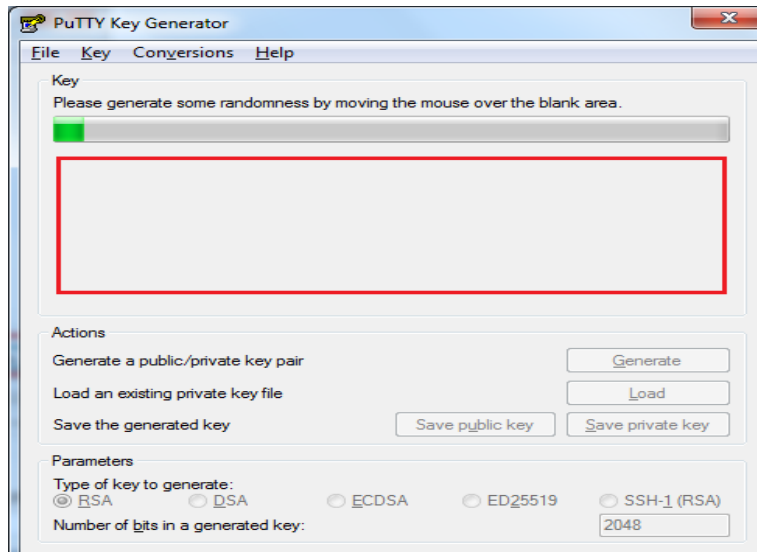 PuTTY Key Generator
File Key Conversions Help
Key
Please generate some randomness by moving the mouse over the blank area.
Actions
Generate a public/private key pair Generate
Load an existing private key file Load
Save the generated key Save public key Save private key
Parameters
Type of key to generate:
RSA DSA ECDSA ED25519 SSH-1 (RSA)
Number of bits in a generated key: 2048